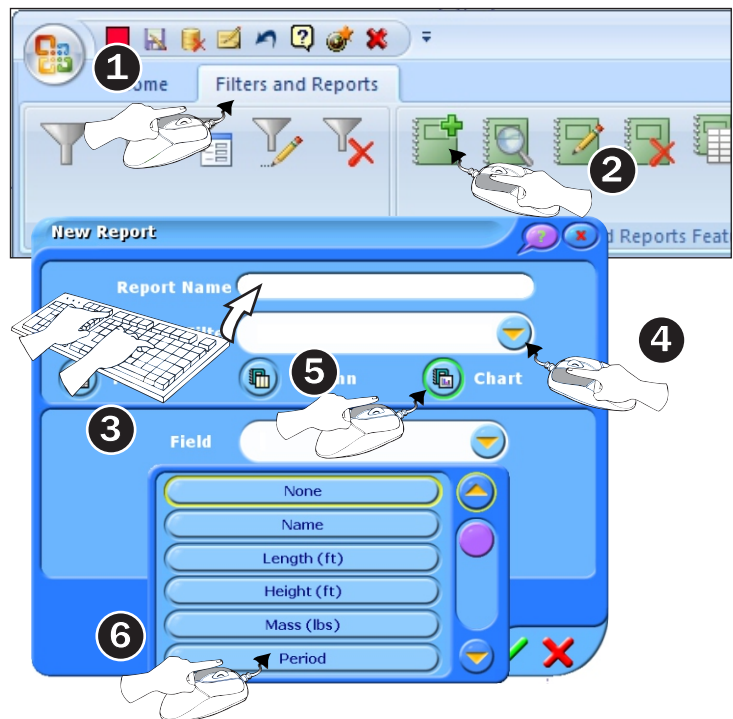 1
ome
Filters and Reports
2
d Reports Feat
New Report
Report Name
4
5
Chart
3
Field
None
Name
Length (ft)
Height (ft)
Mass (lbs)
6
Period